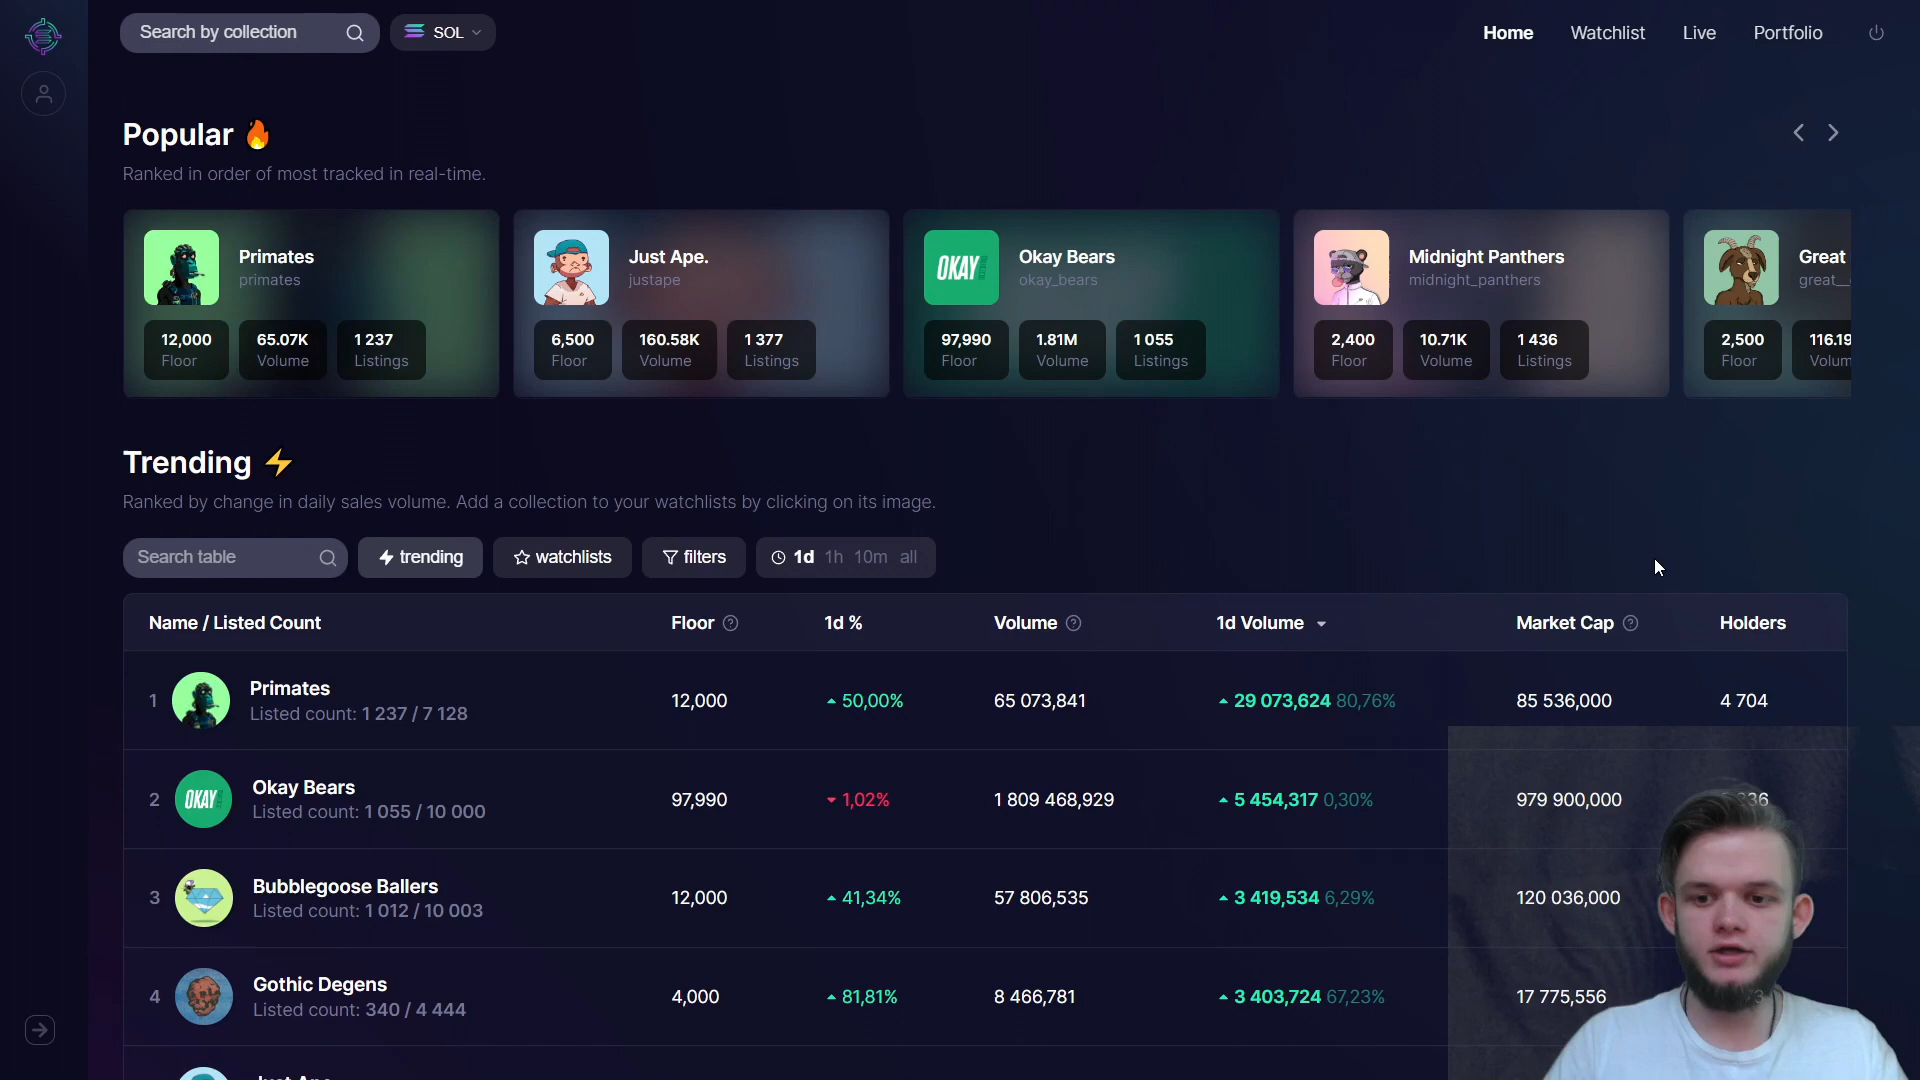 Search by collection
SOL
Home
Watchlist
Live
Portfolio
Popular 🔥
Ranked in order of most tracked in real-time.
Primates
primates
12,000
Floor
65.07K
Volume
1 237
Listings
Just Ape.
justape
6,500
Floor
160.58K
Volume
1 377
Listings
OKAY
Okay Bears
okay_bears
97,990
Floor
1.81M
Volume
1 055
Listings
Midnight Panthers
midnight_panthers
2,400
Floor
10.71K
Volume
1 436
Listings
Great
great_
2,500
Floor
116.19
Volum
Trending ⚡
Ranked by change in daily sales volume. Add a collection to your watchlists by clicking on its image.
Search table
trending
watchlists
filters
1d 1h 10m all
Name / Listed Count Floor 1d % Volume 1d Volume Market Cap Holders
1 Primates
Listed count: 1 237 / 7 128
12,000 50,00% 65 073,841 29 073,624 80,76% 85 536,000 4 704
2 OKAY Okay Bears
Listed count: 1 055 / 10 000
97,990 1,02% 1 809 468,929 5 454,317 0,30% 979 900,000
3 Bubblegoose Ballers
Listed count: 1 012 / 10 003
12,000 41,34% 57 806,535 3 419,534 6,29% 120 036,000
4 Gothic Degens
Listed count: 340 / 4 444
4,000 81,81% 8 466,781 3 403,724 67,23% 17 775,556